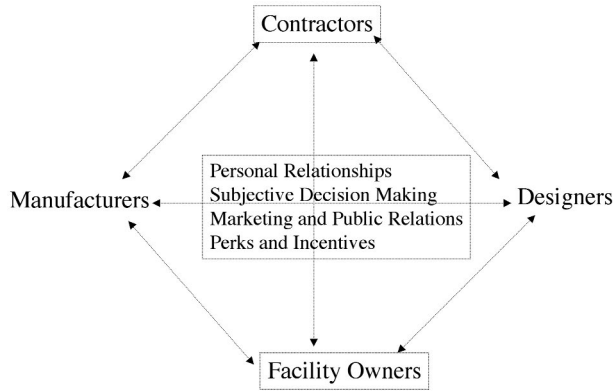 Contractors
Personal Relationships
Subjective Decision Making
Manufacturers
Designers
Marketing and Public Relations
Perks and Incentives
Facility Owners